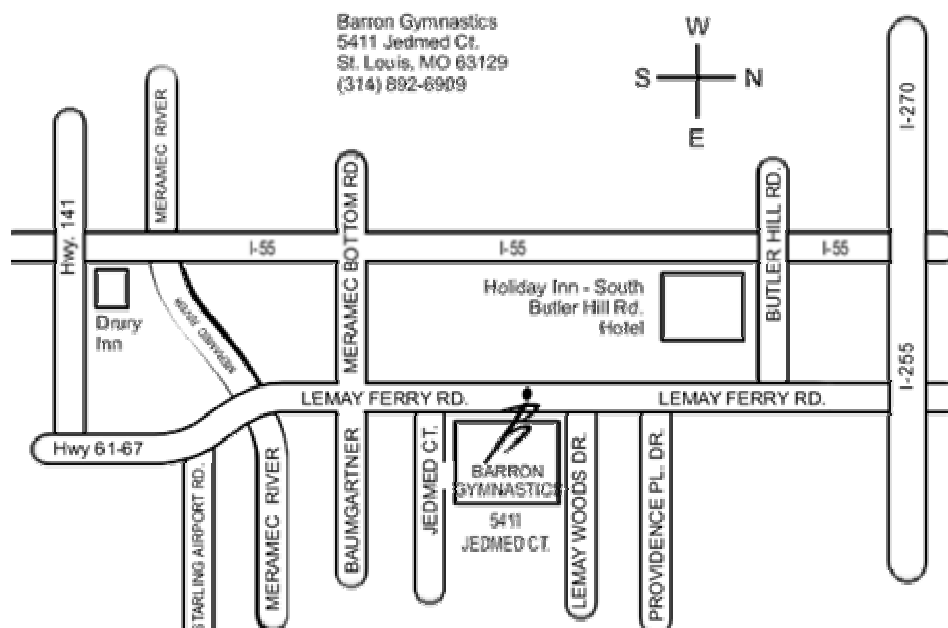 Barron Gymnastics
5411 Jedmed Ct.
St. Louis, MO 63129
(314) 892-6909
W
S
N
E
I-270
MERAMEC RIVER
Hwy. 141
MERAMEC BOTTOM RD.
BUTLER HILL RD.
I-55
I-55
I-55
Drury
Inn
MERAMEC RIVER
Holiday Inn - South
Butler Hill Rd.
Hotel
I-255
LEMAY FERRY RD.
LEMAY FERRY RD.
Hwy 61-67
STARLING AIRPORT RD.
MERAMEC RIVER
BAUMGARTNER
JEDMED CT.
BARRON
GYMNASTICS
5411
JEDMED CT.
LEMAY WOODS DR.
PROVIDENCE PL. DR.